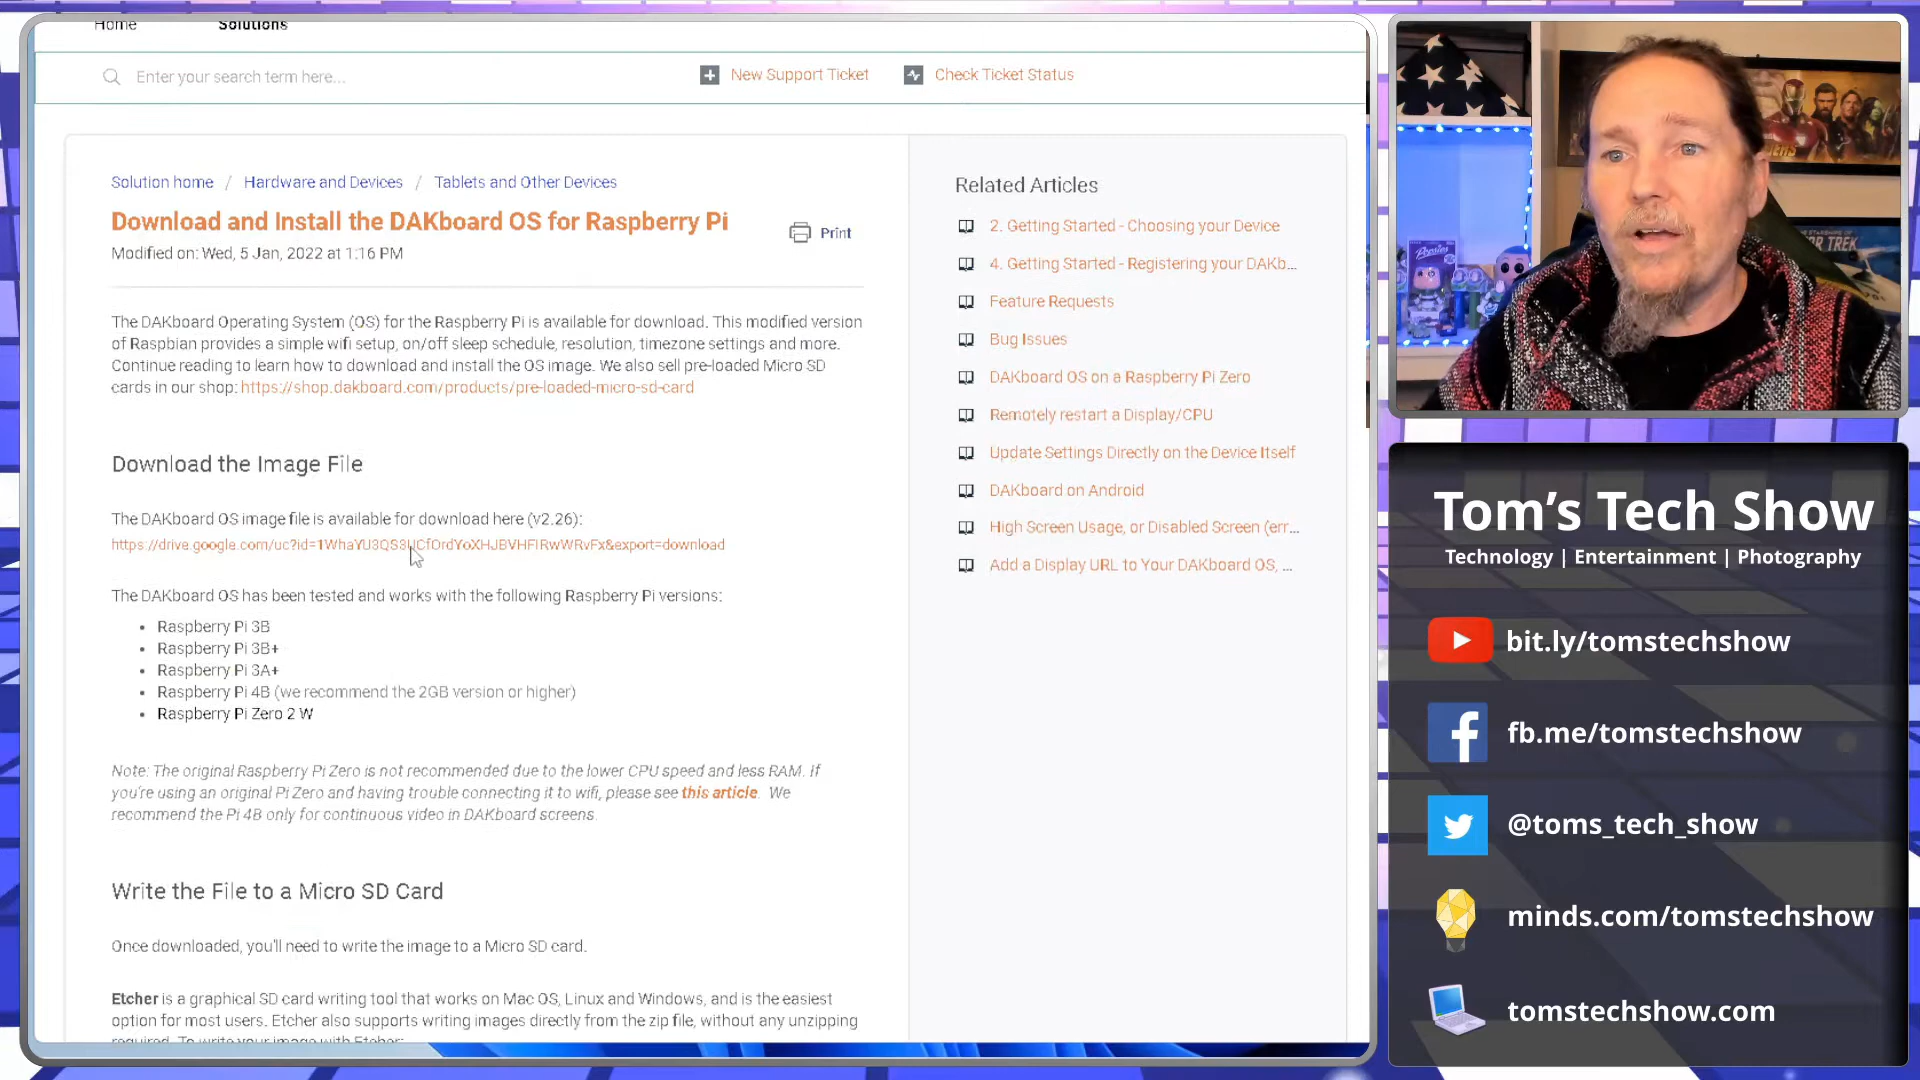 Home
Solutions
Enter your search term here...
New Support Ticket
Check Ticket Status
Solution home / Hardware and Devices / Tablets and Other Devices
Download and Install the DAKboard OS for Raspberry Pi
Print
Modified on: Wed, 5 Jan, 2022 at 1:16 PM
The DAKboard Operating System (OS) for the Raspberry Pi is available for download. This modified version
of Raspbian provides a simple wifi setup, on/off sleep schedule, resolution, timezone settings and more.
Continue reading to learn how to download and install the OS image. We also sell pre-loaded Micro SD
cards in our shop: https://shop.dakboard.com/products/pre-loaded-micro-sd-card
Download the Image File
The DAKboard OS image file is available for download here (v2.26):
https://drive.google.com/uc?id=1WhaYU3QS3UCfOrdYoXHJBVHFIRwWRvFx&export=download
The DAKboard OS has been tested and works with the following Raspberry Pi versions:
• Raspberry Pi 3B
• Raspberry Pi 3B+
• Raspberry Pi 3A+
• Raspberry Pi 4B (we recommend the 2GB version or higher)
• Raspberry Pi Zero 2 W
Note: The original Raspberry Pi Zero is not recommended due to the lower CPU speed and less RAM. If
you're using an original Pi Zero and having trouble connecting it to wifi, please see this article. We
recommend the Pi 4B only for continuous video in DAKboard screens.
Write the File to a Micro SD Card
Once downloaded, you'll need to write the image to a Micro SD card.
Etcher is a graphical SD card writing tool that works on Mac OS, Linux and Windows, and is the easiest
option for most users. Etcher also supports writing images directly from the zip file, without any unzipping
required. To write your image with Etcher:
Related Articles
2. Getting Started - Choosing your Device
4. Getting Started - Registering your DAKb...
Feature Requests
Bug Issues
DAKboard OS on a Raspberry Pi Zero
Remotely restart a Display/CPU
Update Settings Directly on the Device Itself
DAKboard on Android
High Screen Usage, or Disabled Screen (err...
Add a Display URL to Your DAKboard OS, ...
TREK
Tom's Tech Show
Technology | Entertainment | Photography
bit.ly/tomstechshow
fb.me/tomstechshow
@toms_tech_show
minds.com/tomstechshow
tomstechshow.com